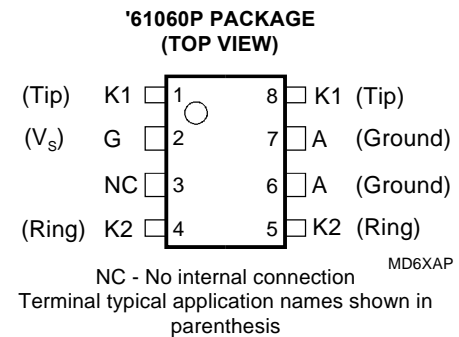 '61060P PACKAGE
(TOP VIEW)
(Tip) K1 1 8 K1 (Tip)
(VS) G 2 7 A (Ground)
NC 3 6 A (Ground)
(Ring) K2 4 5 K2 (Ring)
MD6XAP
NC - No internal connection
Terminal typical application names shown in
parenthesis